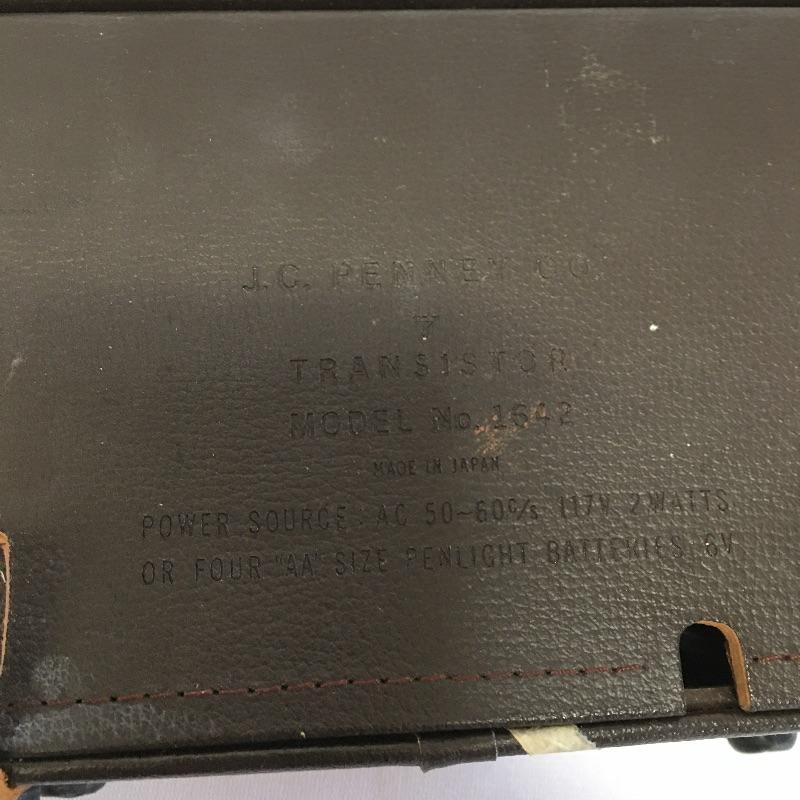 J.C. PENNEY CO
7
TRANSISTOR
MODEL No. 1642
MADE IN JAPAN
POWER SOURCE: AC 50~60c/s 117V 2WATTS
OR FOUR "AA" SIZE PENLIGHT BATTERIES 6V